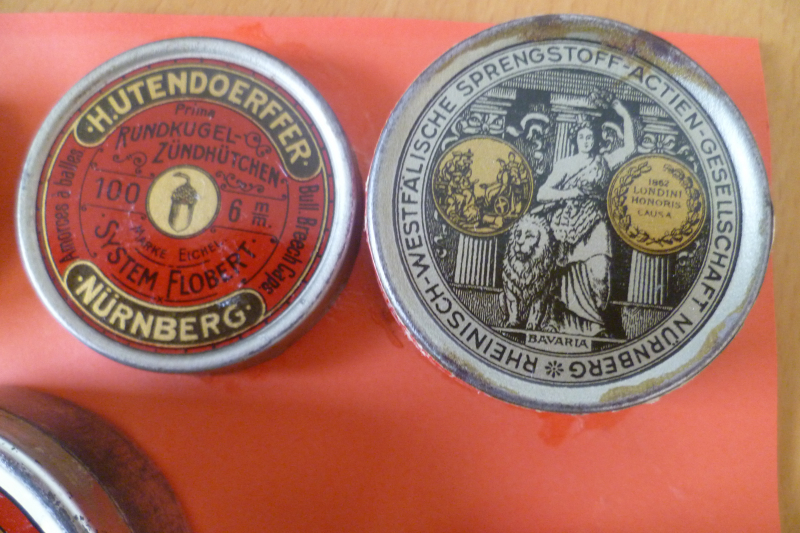 H. UTENDOERFFER
Prima
RUNDKUGEL-
ZÜNDHÜTCHEN
100 6 M/M.
MARKE EICHEL
SYSTEM FLOBERT.
NÜRNBERG.
Amorces à balles
Bull Breech Caps
RHEINISCH-WESTFÄLISCHE SPRENGSTOFF-ACTIEN-GESELLSCHAFT NÜRNBERG
1862
LONDINI
HONORIS
CAUSA
BAVARIA